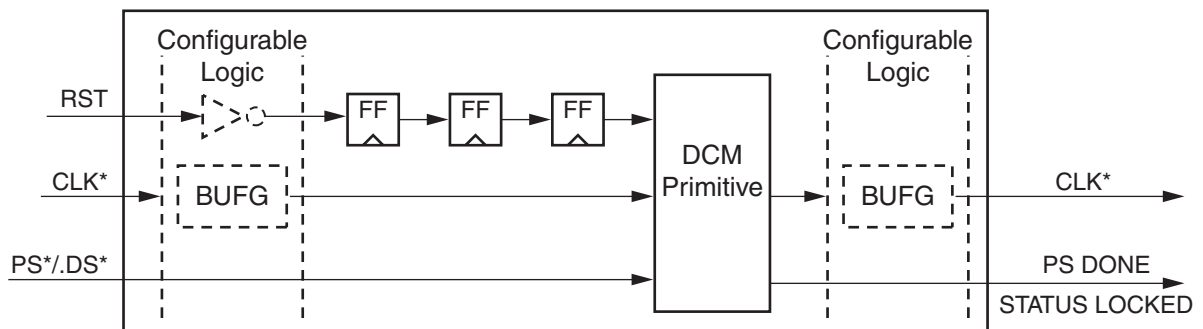 Configurable
Logic
Configurable
Logic
RST
FF
FF
FF
DCM
Primitive
CLK*
BUFG
BUFG
CLK*
PS*/.DS*
PS DONE
STATUS LOCKED